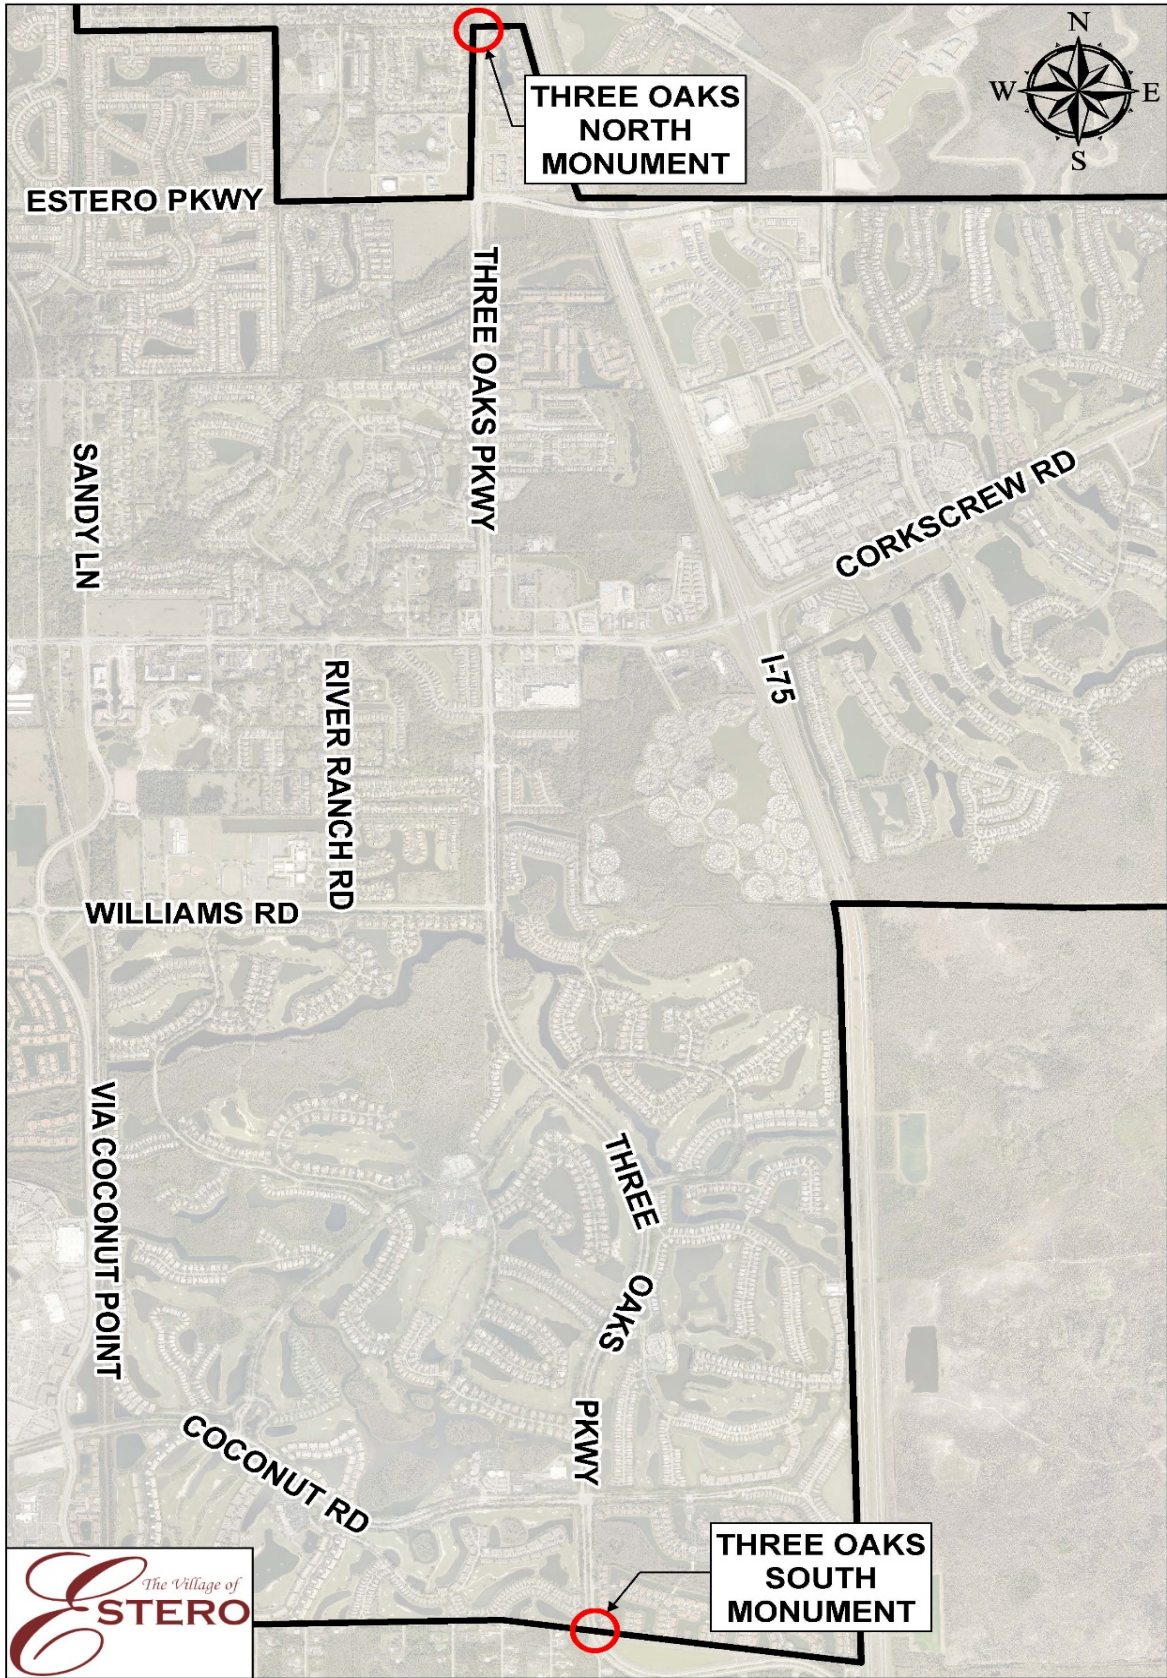 N
W
E
S
THREE OAKS
NORTH
MONUMENT
ESTERO PKWY
THREE OAKS PKWY
SANDY LN
CORKSCREW RD
I-75
RIVER RANCH RD
WILLIAMS RD
VIA COCONUT POINT
THREE
OAKS
PKWY
COCONUT RD
THREE OAKS
SOUTH
MONUMENT
The Village of
ESTERO